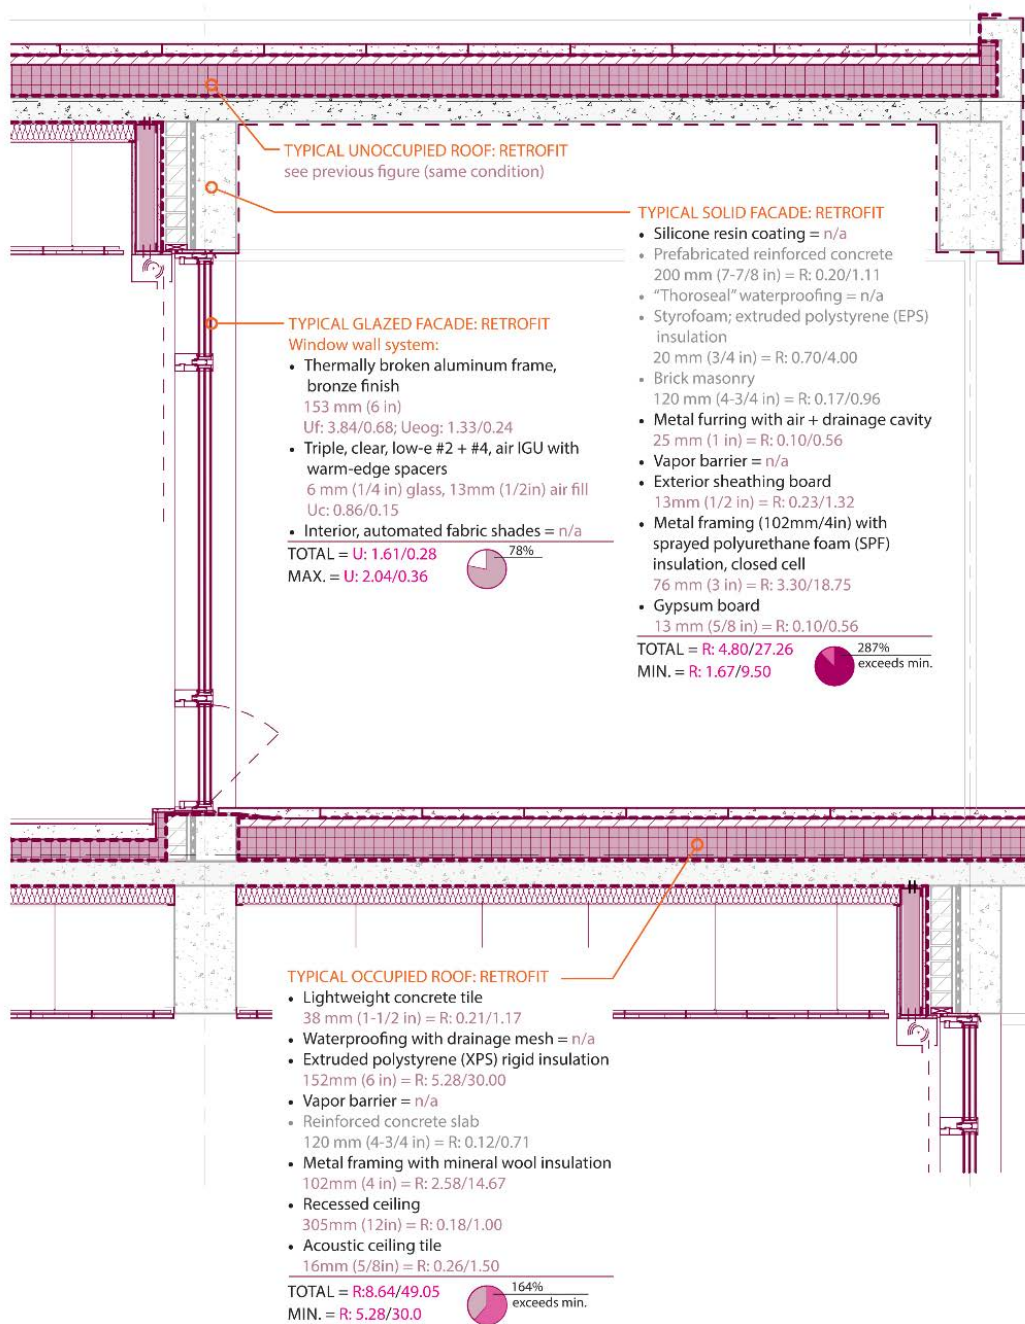 TYPICAL UNOCCUPIED ROOF: RETROFIT
see previous figure (same condition)
TYPICAL SOLID FACADE: RETROFIT
• Silicone resin coating = n/a
• Prefabricated reinforced concrete
200 mm (7-7/8 in) = R: 0.20/1.11
• "Thoroseal" waterproofing = n/a
• Styrofoam; extruded polystyrene (EPS)
insulation
20 mm (3/4 in) = R: 0.70/4.00
• Brick masonry
120 mm (4-3/4 in) = R: 0.17/0.96
• Metal furring with air + drainage cavity
25 mm (1 in) = R: 0.10/0.56
• Vapor barrier = n/a
• Exterior sheathing board
13mm (1/2 in) = R: 0.23/1.32
• Metal framing (102mm/4in) with
sprayed polyurethane foam (SPF)
insulation, closed cell
76 mm (3 in) = R: 3.30/18.75
• Gypsum board
13 mm (5/8 in) = R: 0.10/0.56
TOTAL = R: 4.80/27.26
MIN. = R: 1.67/9.50
287%
exceeds min.
TYPICAL GLAZED FACADE: RETROFIT
Window wall system:
• Thermally broken aluminum frame,
bronze finish
153 mm (6 in)
Uf: 3.84/0.68; Ueog: 1.33/0.24
• Triple, clear, low-e #2 + #4, air IGU with
warm-edge spacers
6 mm (1/4 in) glass, 13mm (1/2in) air fill
Uc: 0.86/0.15
• Interior, automated fabric shades = n/a
TOTAL = U: 1.61/0.28
MAX. = U: 2.04/0.36
78%
TYPICAL OCCUPIED ROOF: RETROFIT
• Lightweight concrete tile
38 mm (1-1/2 in) = R: 0.21/1.17
• Waterproofing with drainage mesh = n/a
• Extruded polystyrene (XPS) rigid insulation
152mm (6 in) = R: 5.28/30.00
• Vapor barrier = n/a
• Reinforced concrete slab
120 mm (4-3/4 in) = R: 0.12/0.71
• Metal framing with mineral wool insulation
102mm (4 in) = R: 2.58/14.67
• Recessed ceiling
305mm (12in) = R: 0.18/1.00
• Acoustic ceiling tile
16mm (5/8in) = R: 0.26/1.50
TOTAL = R:8.64/49.05
MIN. = R: 5.28/30.0
164%
exceeds min.